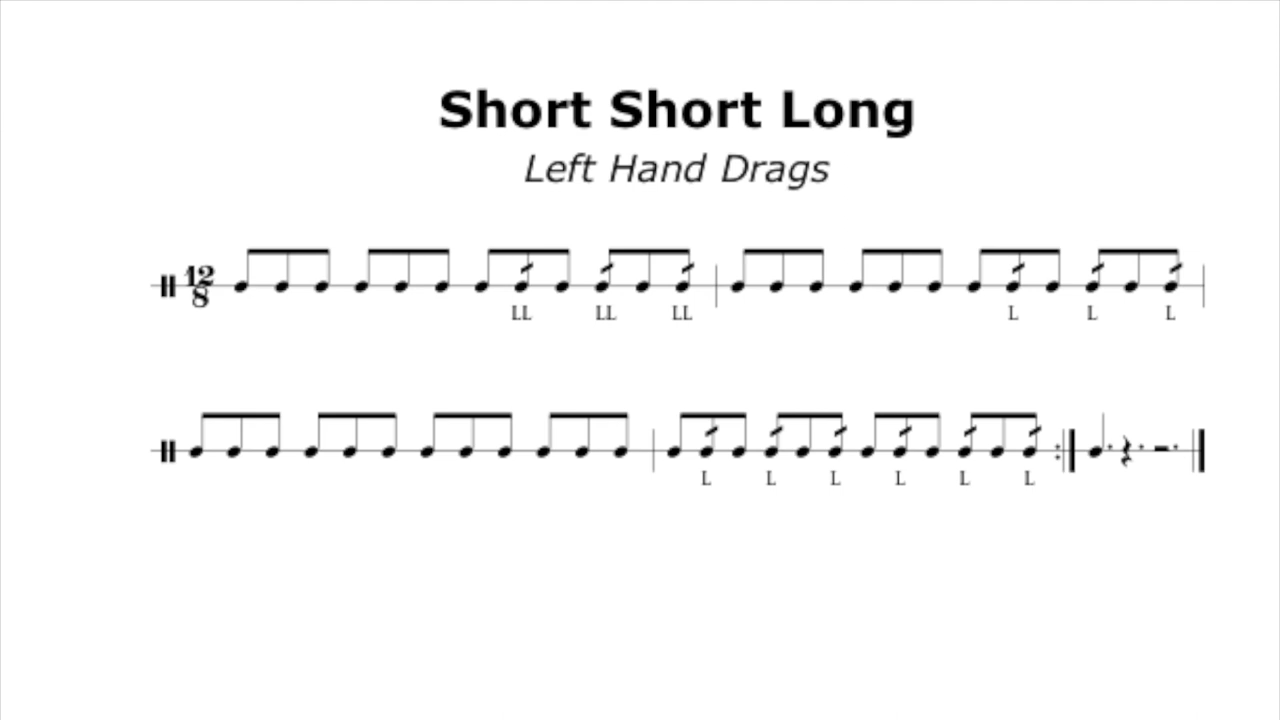 Short Short Long
Left Hand Drags
12
8
LL LL LL L L L
L L L L L L